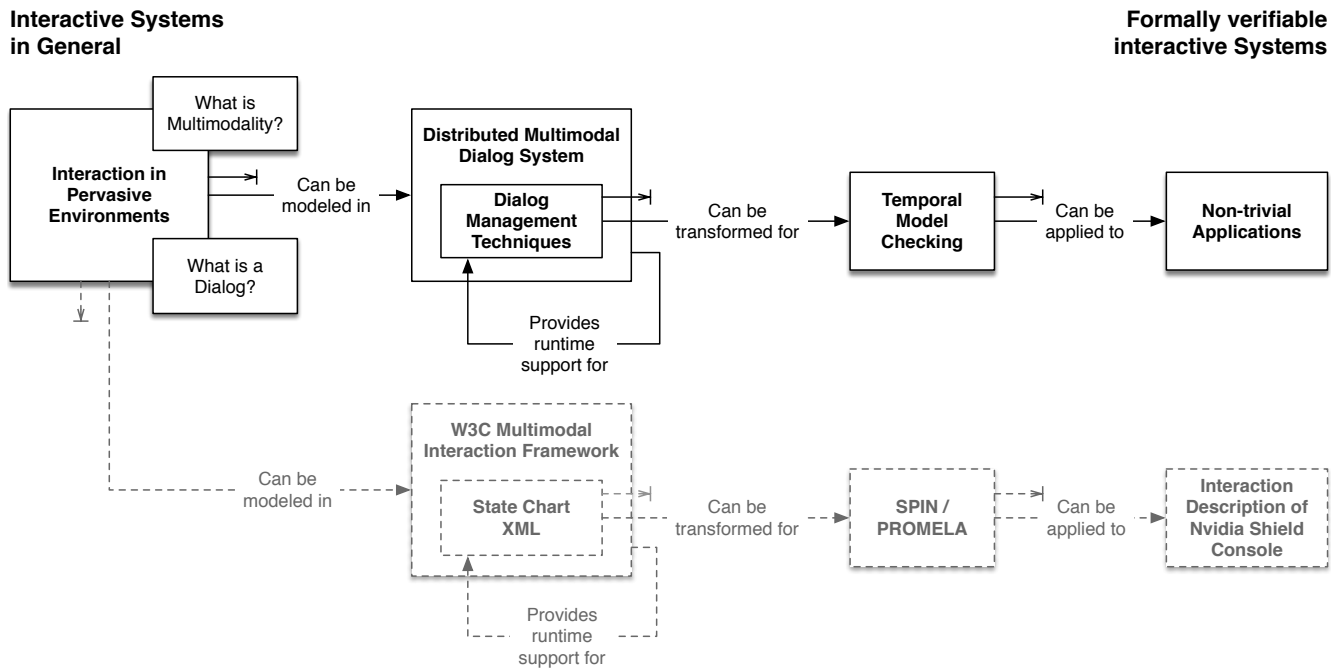 Interactive Systems
in General
Formally verifiable
interactive Systems
What is
Multimodality?
Interaction in
Pervasive
Environments
What is a
Dialog?
Can be
modeled in
Distributed Multimodal
Dialog System
Dialog
Management
Techniques
Provides
runtime
support for
Can be
transformed for
Temporal
Model
Checking
Can be
applied to
Non-trivial
Applications
Can be
modeled in
W3C Multimodal
Interaction Framework
State Chart
XML
Provides
runtime
support for
Can be
transformed for
SPIN /
PROMELA
Can be
applied to
Interaction
Description of
Nvidia Shield
Console